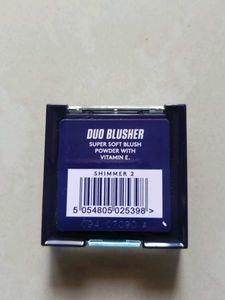 DUO BLUSHER
SUPER SOFT BLUSH
POWDER WITH
VITAMIN E.
SHIMMER 2
5 054805 025398 >